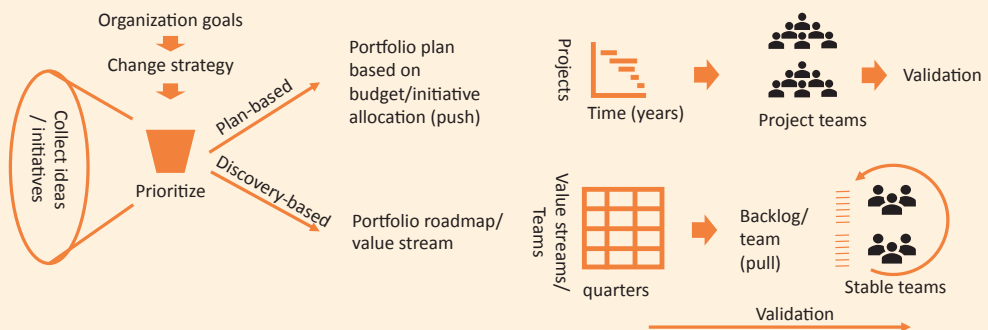 Organization goals
Change strategy
Collect ideas
/ initiatives
Prioritize
Plan-based
Discovery-based
Portfolio plan
based on
budget/initiative
allocation (push)
Portfolio roadmap/
value stream
Projects
Time (years)
Project teams
Validation
Value streams/
Teams
quarters
Backlog/
team
(pull)
Stable teams
Validation